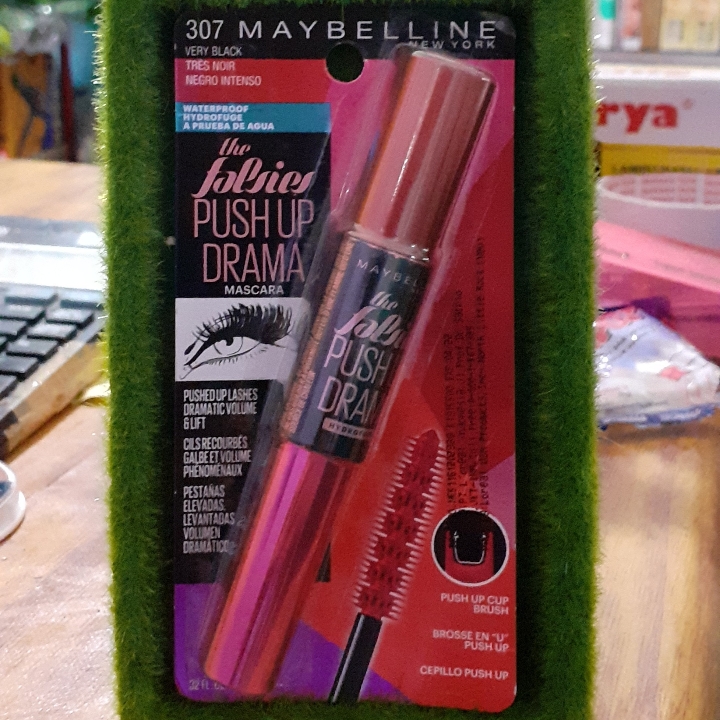 307 MAYBELLINE
NEW YORK
VERY BLACK
TRÈS NOIR
NEGRO INTENSO
WATERPROOF
HYDROFUGE
A PRUEBA DE AGUA
the
falsies
PUSH UP
DRAMA
MASCARA
PUSHED UP LASHES
DRAMATIC VOLUME
& LIFT
CILS RECOURBÉS
GALBE ET VOLUME
PHÉNOMÉNAUX
PESTAÑAS
ELEVADAS,
LEVANTADAS
VOLUMEN
DRAMÁTICO
MAYBEL
the
fals
PUSH
DRAM
PUSH UP CUP
BRUSH
BROSSE EN "U"
PUSH UP
CEPILLO PUSH UP
rya